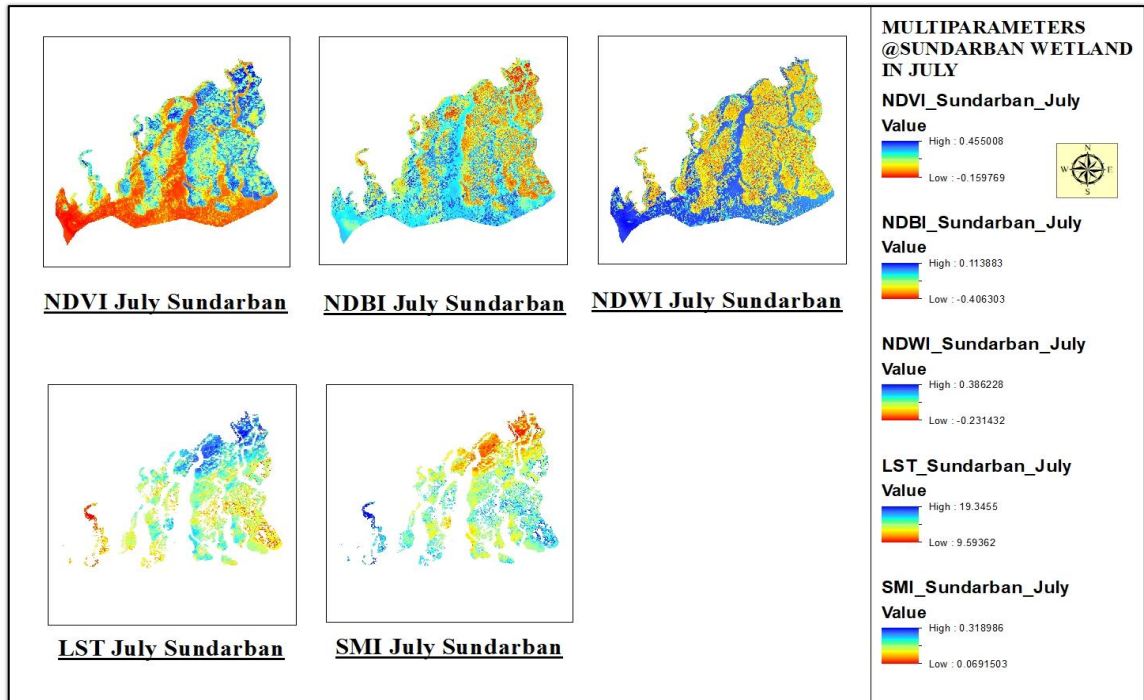 MULTIPARAMETERS
@SUNDARBAN WETLAND
IN JULY
NDVI_Sundarban_July
Value
High : 0.455008
Low : -0.159769
N
W
E
S
NDBI_Sundarban_July
Value
High : 0.113883
Low : -0.406303
NDWI_Sundarban_July
Value
High : 0.386228
Low : -0.231432
LST_Sundarban_July
Value
High : 19.3455
Low : 9.59362
SMI_Sundarban_July
Value
High : 0.318986
Low : 0.0691503
NDVI July Sundarban
NDBI July Sundarban
NDWI July Sundarban
LST July Sundarban
SMI July Sundarban